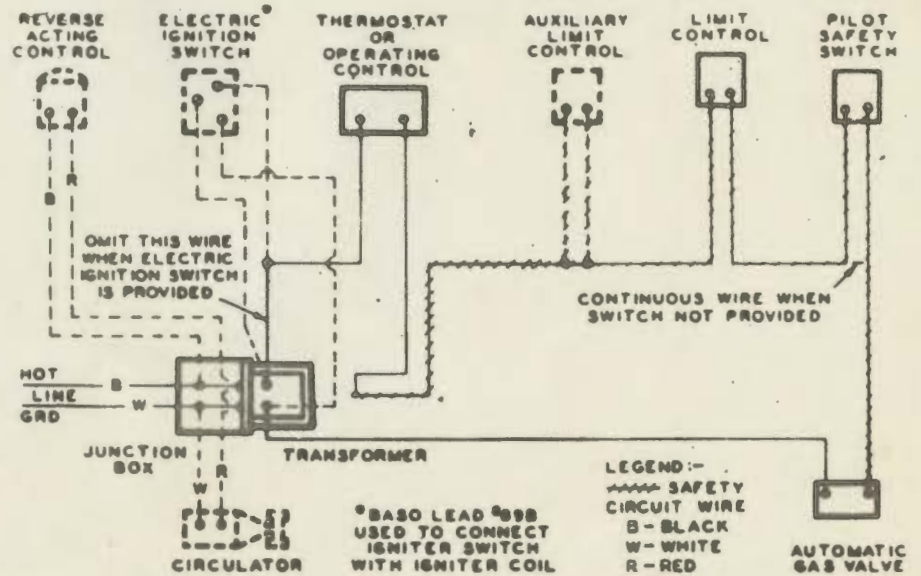 REVERSE
ACTING
CONTROL
ELECTRIC*
IGNITION
SWITCH
THERMOSTAT
OR
OPERATING
CONTROL
AUXILIARY
LIMIT
CONTROL
LIMIT
CONTROL
PILOT
SAFETY
SWITCH
B
R
OMIT THIS WIRE
WHEN ELECTRIC
IGNITION SWITCH
IS PROVIDED
CONTINUOUS WIRE WHEN
SWITCH NOT PROVIDED
HOT
B
LINE
W
GRD
JUNCTION
BOX
TRANSFORMER
W
R
CIRCULATOR
*BASO LEAD
USED TO CONNECT
IGNITER SWITCH
WITH IGNITER COIL
LEGEND:-
SAFETY
CIRCUIT WIRE
B - BLACK
W - WHITE
R - RED
AUTOMATIC
GAS VALVE